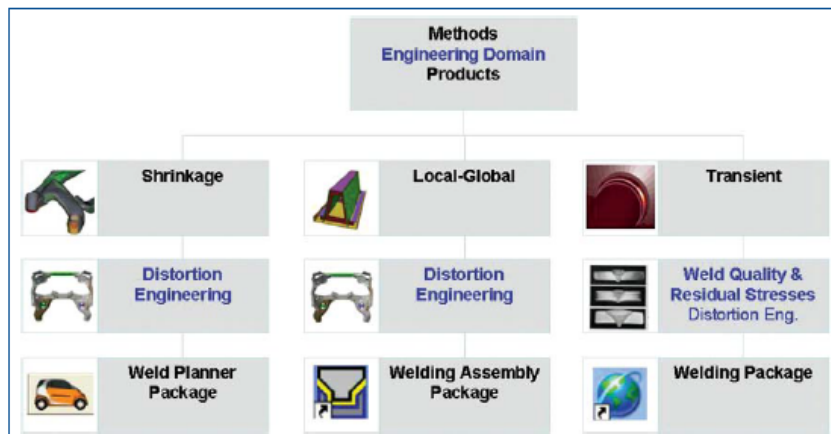 Methods
Engineering Domain
Products
Shrinkage
Local-Global
Transient
Distortion
Engineering
Distortion
Engineering
Weld Quality &
Residual Stresses
Distortion Eng.
Weld Planner
Package
Welding Assembly
Package
Welding Package